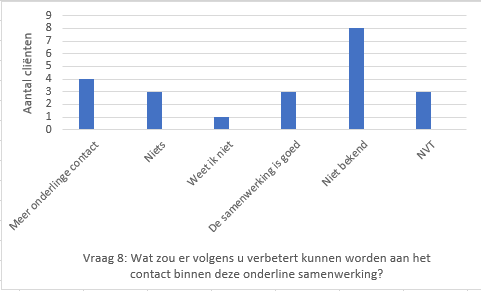 9
8
7
6
5
4
3
2
1
0
Aantal cliënten
Meer onderlinge contact
Niets
Weet ik niet
De samenwerking is goed
Niet bekend
NVT
Vraag 8: Wat zou er volgens u verbetert kunnen worden aan het
contact binnen deze onderline samenwerking?